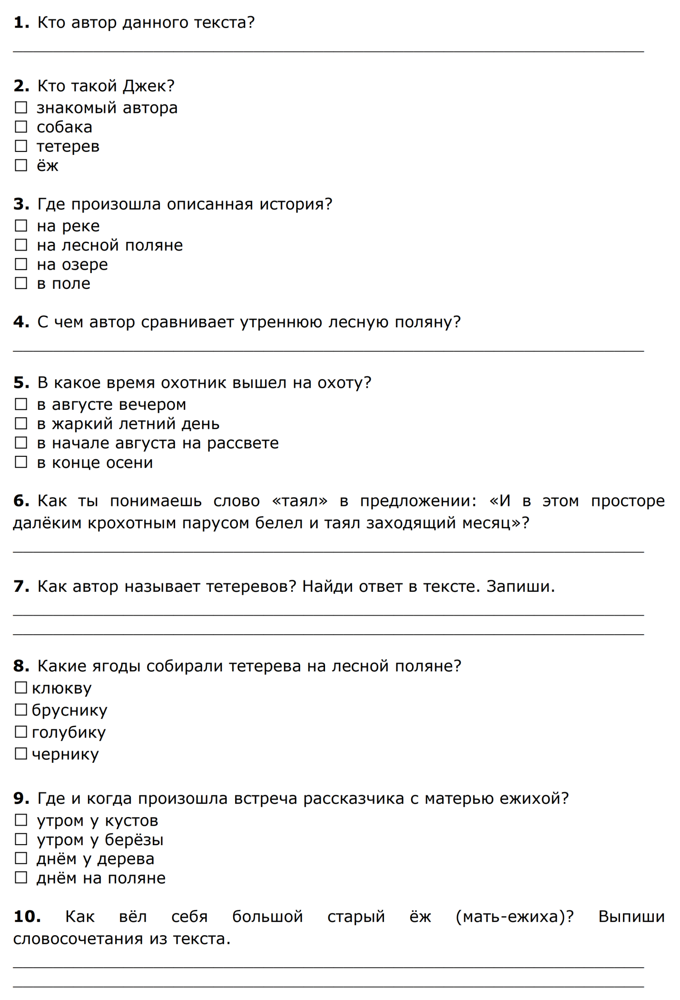 1. Кто автор данного текста?
2. Кто такой Джек?
знакомый автора
собака
тетерев
ёж
3. Где произошла описанная история?
на реке
на лесной поляне
на озере
в поле
4. С чем автор сравнивает утреннюю лесную поляну?
5. В какое время охотник вышел на охоту?
в августе вечером
в жаркий летний день
в начале августа на рассвете
в конце осени
6. Как ты понимаешь слово «таял» в предложении: «И в этом просторе
далёким крохотным парусом белел и таял заходящий месяц»?
7. Как автор называет тетеревов? Найди ответ в тексте. Запиши.
8. Какие ягоды собирали тетерева на лесной поляне?
клюкву
бруснику
голубику
чернику
9. Где и когда произошла встреча рассказчика с матерью ежихой?
утром у кустов
утром у берёзы
днём у дерева
днём на поляне
10. Как вёл себя большой старый ёж (мать-ежиха)? Выпиши
словосочетания из текста.